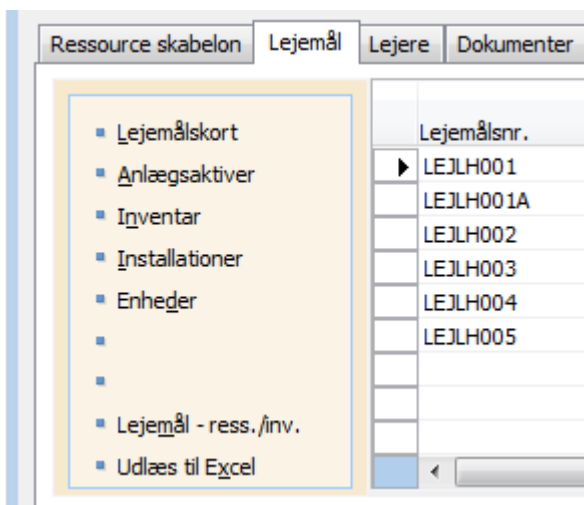 Ressource skabelon Lejemål Lejere Dokumenter
Lejemålskort
Anlægsaktiver
Inventar
Installationer
Enheder
Lejemål - ress./inv.
Udlæs til Excel
Lejemålsnr.
LEJLH001
LEJLH001A
LEJLH002
LEJLH003
LEJLH004
LEJLH005